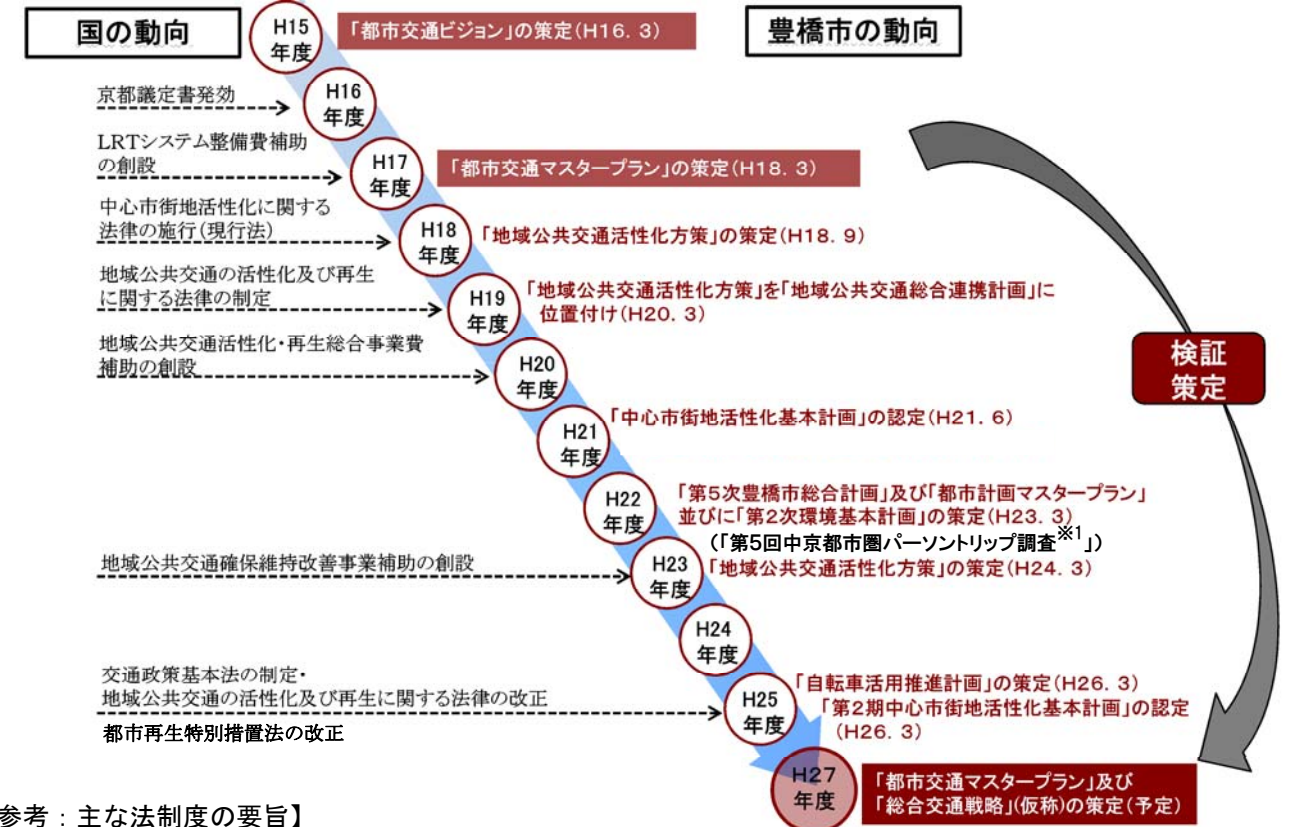 国の動向
豊橋市の動向
H15
年度
「都市交通ビジョン」の策定(H16. 3)
京都議定書発効
H16
年度
LRTシステム整備費補助
の創設
H17
年度
「都市交通マスタープラン」の策定(H18. 3)
中心市街地活性化に関する
法律の施行(現行法)
H18
年度
「地域公共交通活性化方策」の策定(H18. 9)
地域公共交通の活性化及び再生
に関する法律の制定
H19
年度
「地域公共交通活性化方策」を「地域公共交通総合連携計画」に
位置付け(H20. 3)
地域公共交通活性化・再生総合事業費
補助の創設
H20
年度
検証
策定
H21
年度
「中心市街地活性化基本計画」の認定(H21. 6)
H22
年度
「第5次豊橋市総合計画」及び「都市計画マスタープラン」
並びに「第2次環境基本計画」の策定(H23. 3)
(「第5回中京都市圏パーソントリップ調査※1」)
地域公共交通確保維持改善事業補助の創設
H23
年度
「地域公共交通活性化方策」の策定(H24. 3)
H24
年度
交通政策基本法の制定・
地域公共交通の活性化及び再生に関する法律の改正
都市再生特別措置法の改正
H25
年度
「自転車活用推進計画」の策定(H26. 3)
「第2期中心市街地活性化基本計画」の認定
(H26. 3)
H27
年度
「都市交通マスタープラン」及び
「総合交通戦略」(仮称)の策定(予定)
参考:主な法制度の要旨】